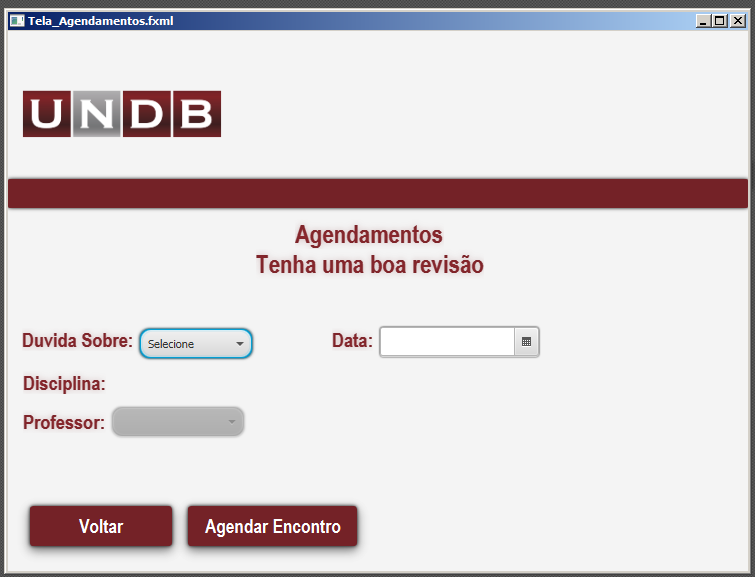 Tela_Agendamentos.fxml
UNDB
Agendamentos
Tenha uma boa revisão
Duvida Sobre: Selecione Data:
Disciplina:
Professor:
Voltar Agendar Encontro